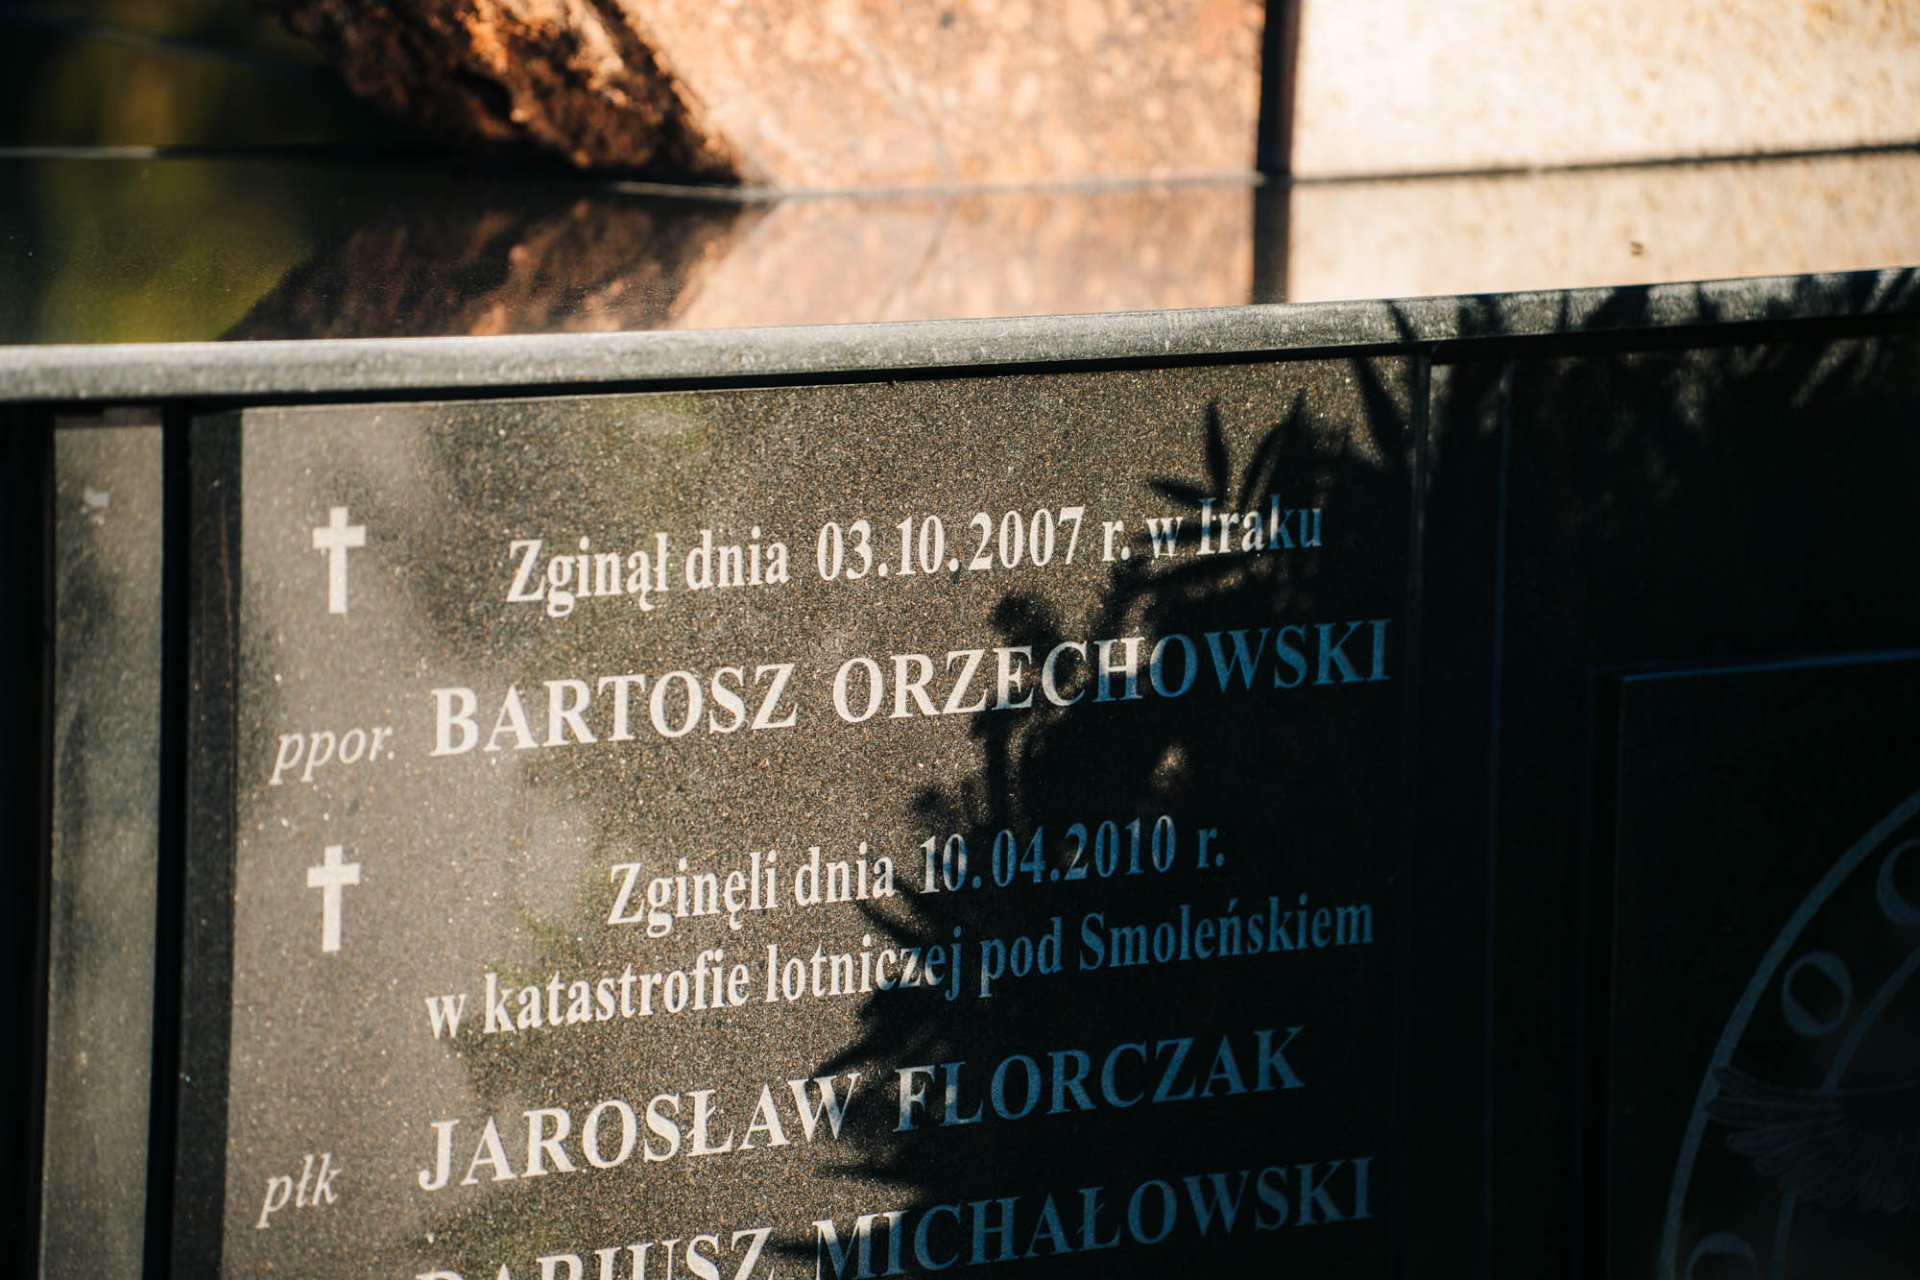 Zginął dnia 03.10.2007 r. w Iraku
ppor. BARTOSZ ORZECHOWSKI
Zginęli dnia 10.04.2010 r.
w katastrofie lotniczej pod Smoleńskiem
płk JAROSŁAW FLORCZAK
DARIUSZ MICHAŁOWSKI